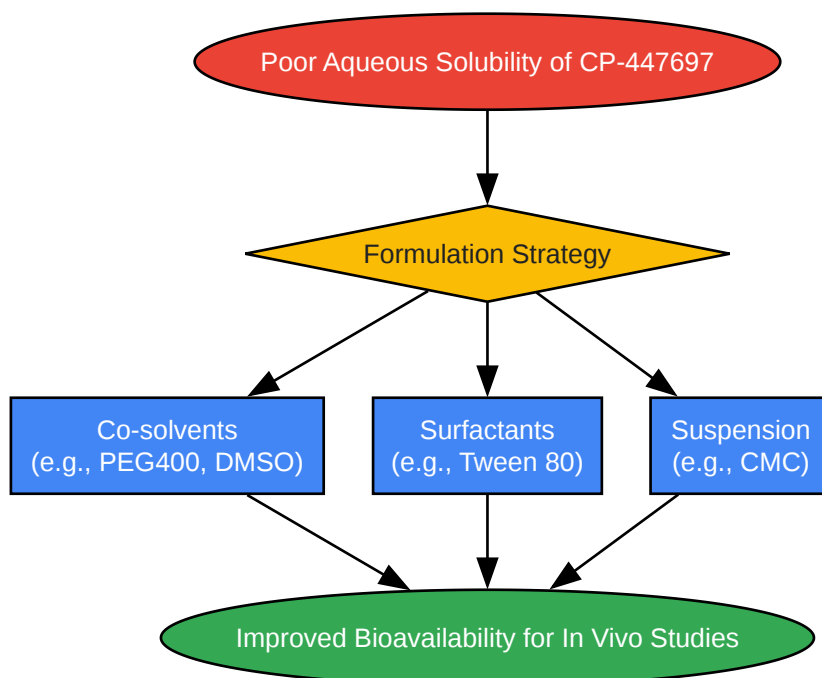 Poor Aqueous Solubility of CP-447697
Formulation Strategy
Co-solvents
(e.g., PEG400, DMSO)
Surfactants
(e.g., Tween 80)
Suspension
(e.g., CMC)
Improved Bioavailability for In Vivo Studies